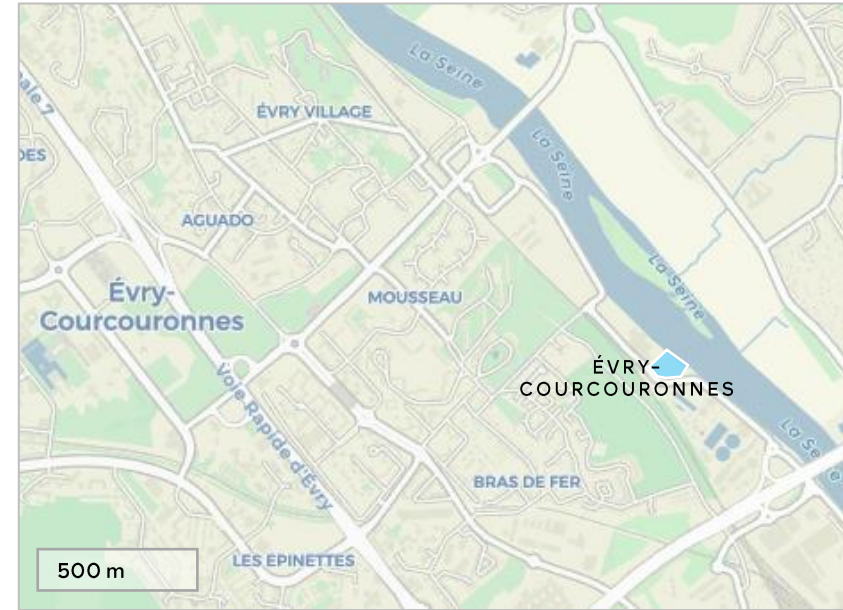 La Seine
ale 7
ÉVRY VILLAGE
La Seine
DES
AGUADO
La Seine
Évry-
Courcouronnes
MOUSSEAU
ÉVRY-
COURCOURONNES
Voie Rapide d'Évry
La Seine
BRAS DE FER
LES EPINETTES
500 m